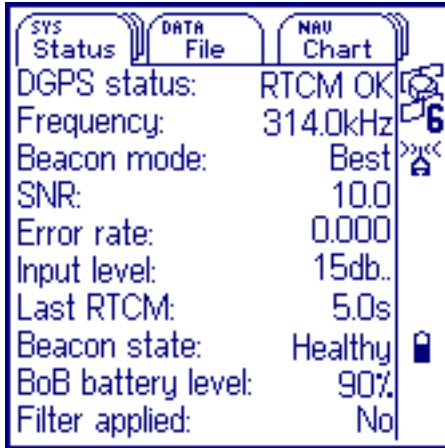 SYS DATA NAV
Status File Chart
DGPS status: RTCM OK
Frequency: 314.0kHz 6
Beacon mode: Best
SNR: 10.0
Error rate: 0.000
Input level: 15db..
Last RTCM: 5.0s
Beacon state: Healthy
BoB battery level: 90%
Filter applied: No